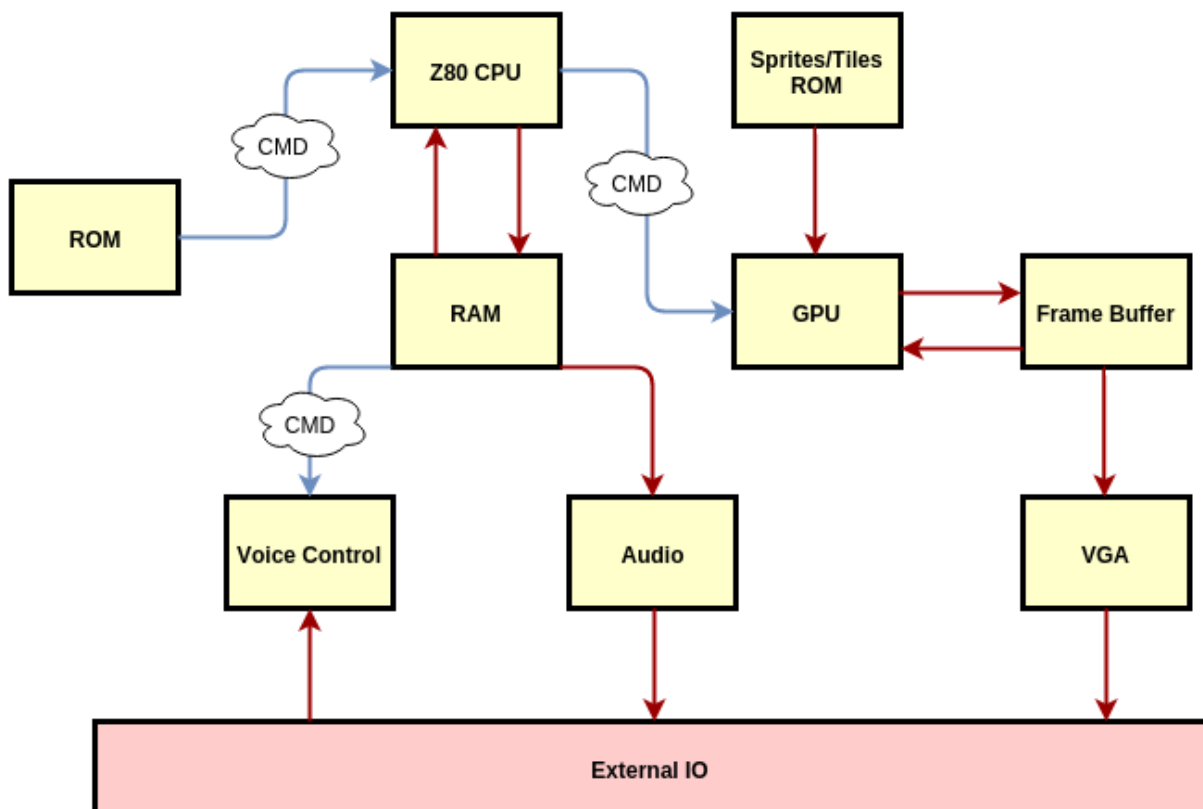 Z80 CPU
Sprites/Tiles
ROM
CMD
CMD
ROM
RAM
GPU
Frame Buffer
CMD
Voice Control
Audio
VGA
External IO